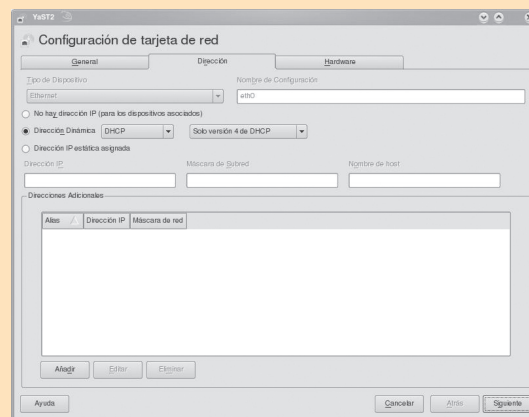 YaST2
Configuración de tarjeta de red
General
Dirección
Hardware
Tipo de Dispositivo
Nombre de Configuración
Ethernet
eth0
No hay dirección IP (para los dispositivos asociados)
Dirección Dinámica
DHCP
Solo versión 4 de DHCP
Dirección IP estática asignada
Dirección IP
Máscara de Subred
Nombre de host
Direcciones Adicionales
Alias
Dirección IP
Máscara de red
Añadir
Editar
Eliminar
Ayuda
Cancelar
Atrás
Siguiente